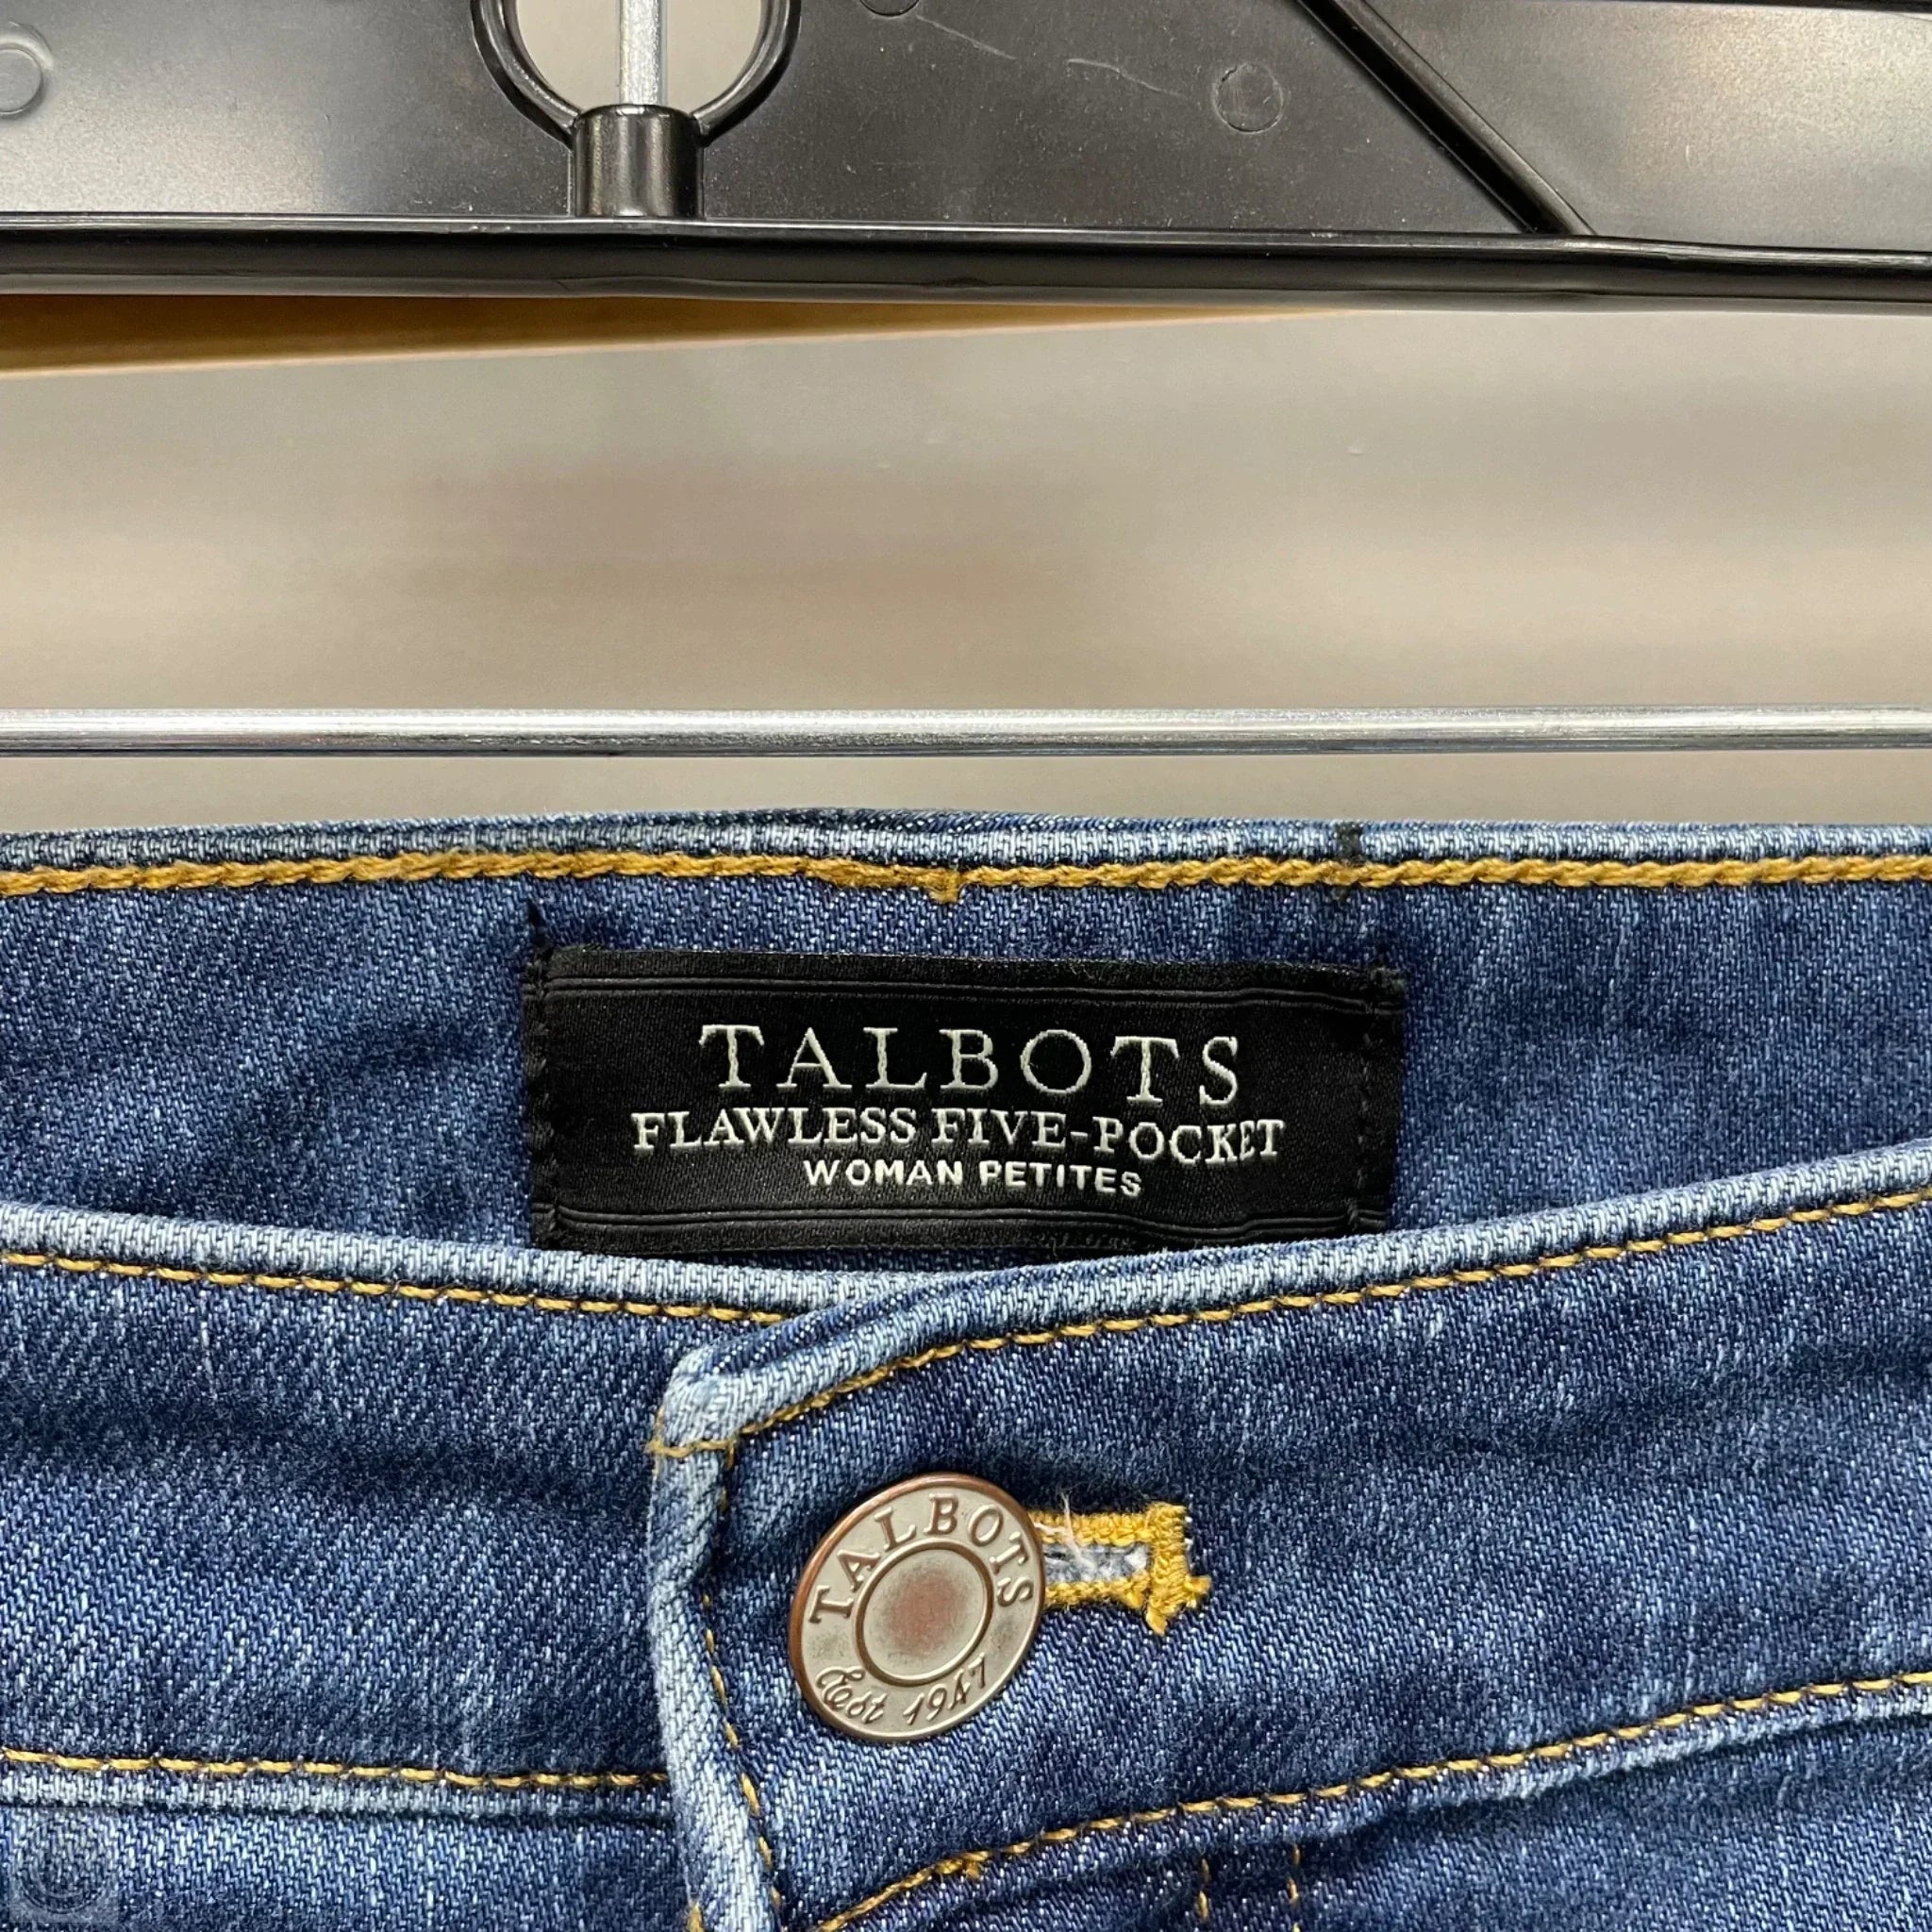 TALBOTS
FLAWLESS FIVE-POCKET
WOMAN PETITES
TALBOTS
Est 1947